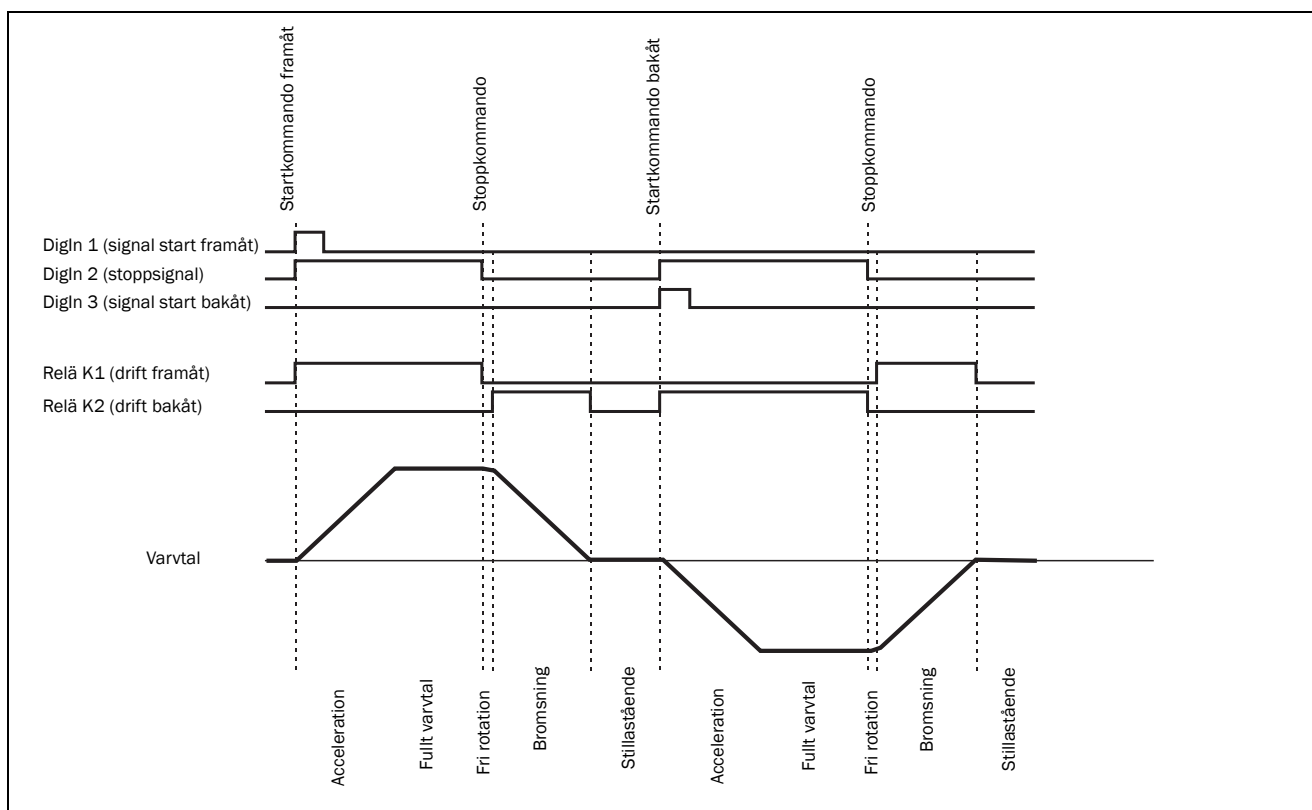 Startkommando framåt
Stoppkommando
Startkommando bakåt
Stoppkommando
DigIn 1 (signal start framåt)
DigIn 2 (stoppsignal)
DigIn 3 (signal start bakåt)
Relä K1 (drift framåt)
Relä K2 (drift bakåt)
Varvtal
Acceleration
Fullt varvtal
Fri rotation
Bromsning
Stillastående
Acceleration
Fullt varvtal
Fri rotation
Bromsning
Stillastående